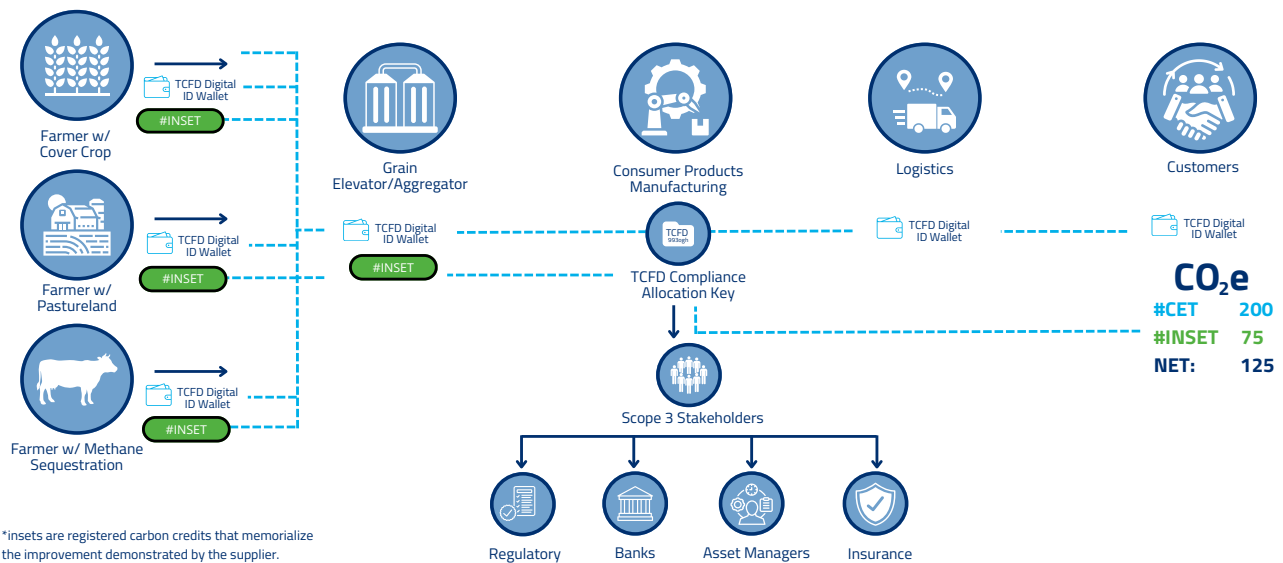 TCFD Digital
ID Wallet
#INSET
Farmer w/
Cover Crop
TCFD Digital
ID Wallet
#INSET
Farmer w/
Pastureland
TCFD Digital
ID Wallet
#INSET
Farmer w/ Methane
Sequestration
Grain
Elevator/Aggregator
TCFD Digital
ID Wallet
#INSET
Consumer Products
Manufacturing
TCFD
993ogh
TCFD Compliance
Allocation Key
Scope 3 Stakeholders
Regulatory
Banks
Asset Managers
Insurance
Logistics
TCFD Digital
ID Wallet
Customers
TCFD Digital
ID Wallet
CO2e
#CET 200
#INSET 75
NET: 125
*insets are registered carbon credits that memorialize
the improvement demonstrated by the supplier.